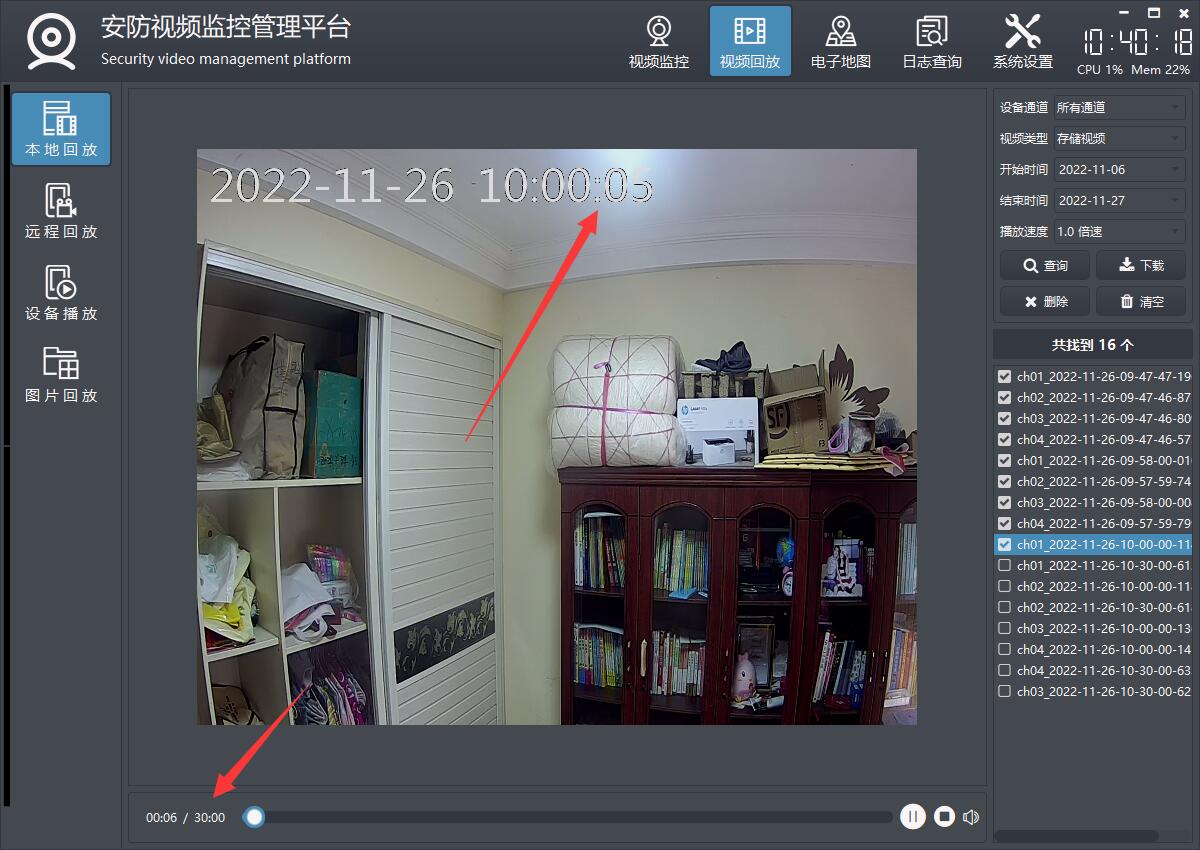 安防视频监控管理平台
Security video management platform
视频监控
视频回放
电子地图
日志查询
系统设置
10:40:18
CPU 1% Mem 22%
本地回放
远程回放
设备播放
图片回放
2022-11-26 10:00:05
00:06 / 30:00
设备通道 所有通道
视频类型 存储视频
开始时间 2022-11-06
结束时间 2022-11-27
播放速度 1.0 倍速
查询
下载
删除
清空
共找到 16 个
ch01_2022-11-26-09-47-47-19
ch02_2022-11-26-09-47-46-87
ch03_2022-11-26-09-47-46-80
ch04_2022-11-26-09-47-46-57
ch01_2022-11-26-09-58-00-01
ch02_2022-11-26-09-57-59-74
ch03_2022-11-26-09-58-00-00
ch04_2022-11-26-09-57-59-79
ch01_2022-11-26-10-00-00-11
ch01_2022-11-26-10-30-00-61
ch02_2022-11-26-10-00-00-11
ch02_2022-11-26-10-30-00-61
ch03_2022-11-26-10-00-00-13
ch04_2022-11-26-10-00-00-14
ch04_2022-11-26-10-30-00-63
ch03_2022-11-26-10-30-00-62
hp
SF